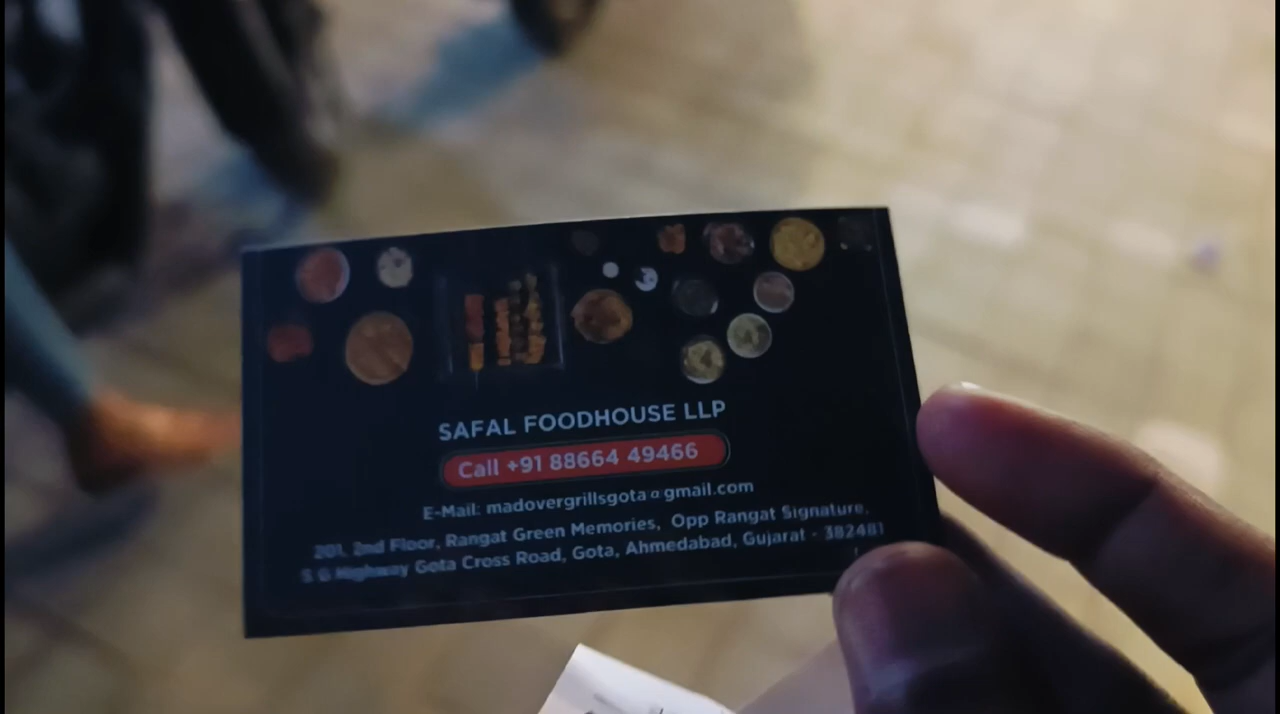 SAFAL FOODHOUSE LLP
Call +91 88664 49466
E-Mail: madovergrillsgota@gmail.com
201, 2nd Floor, Rangat Green Memories, Opp Rangat Signature,
S G Highway Gota Cross Road, Gota, Ahmedabad, Gujarat - 382481